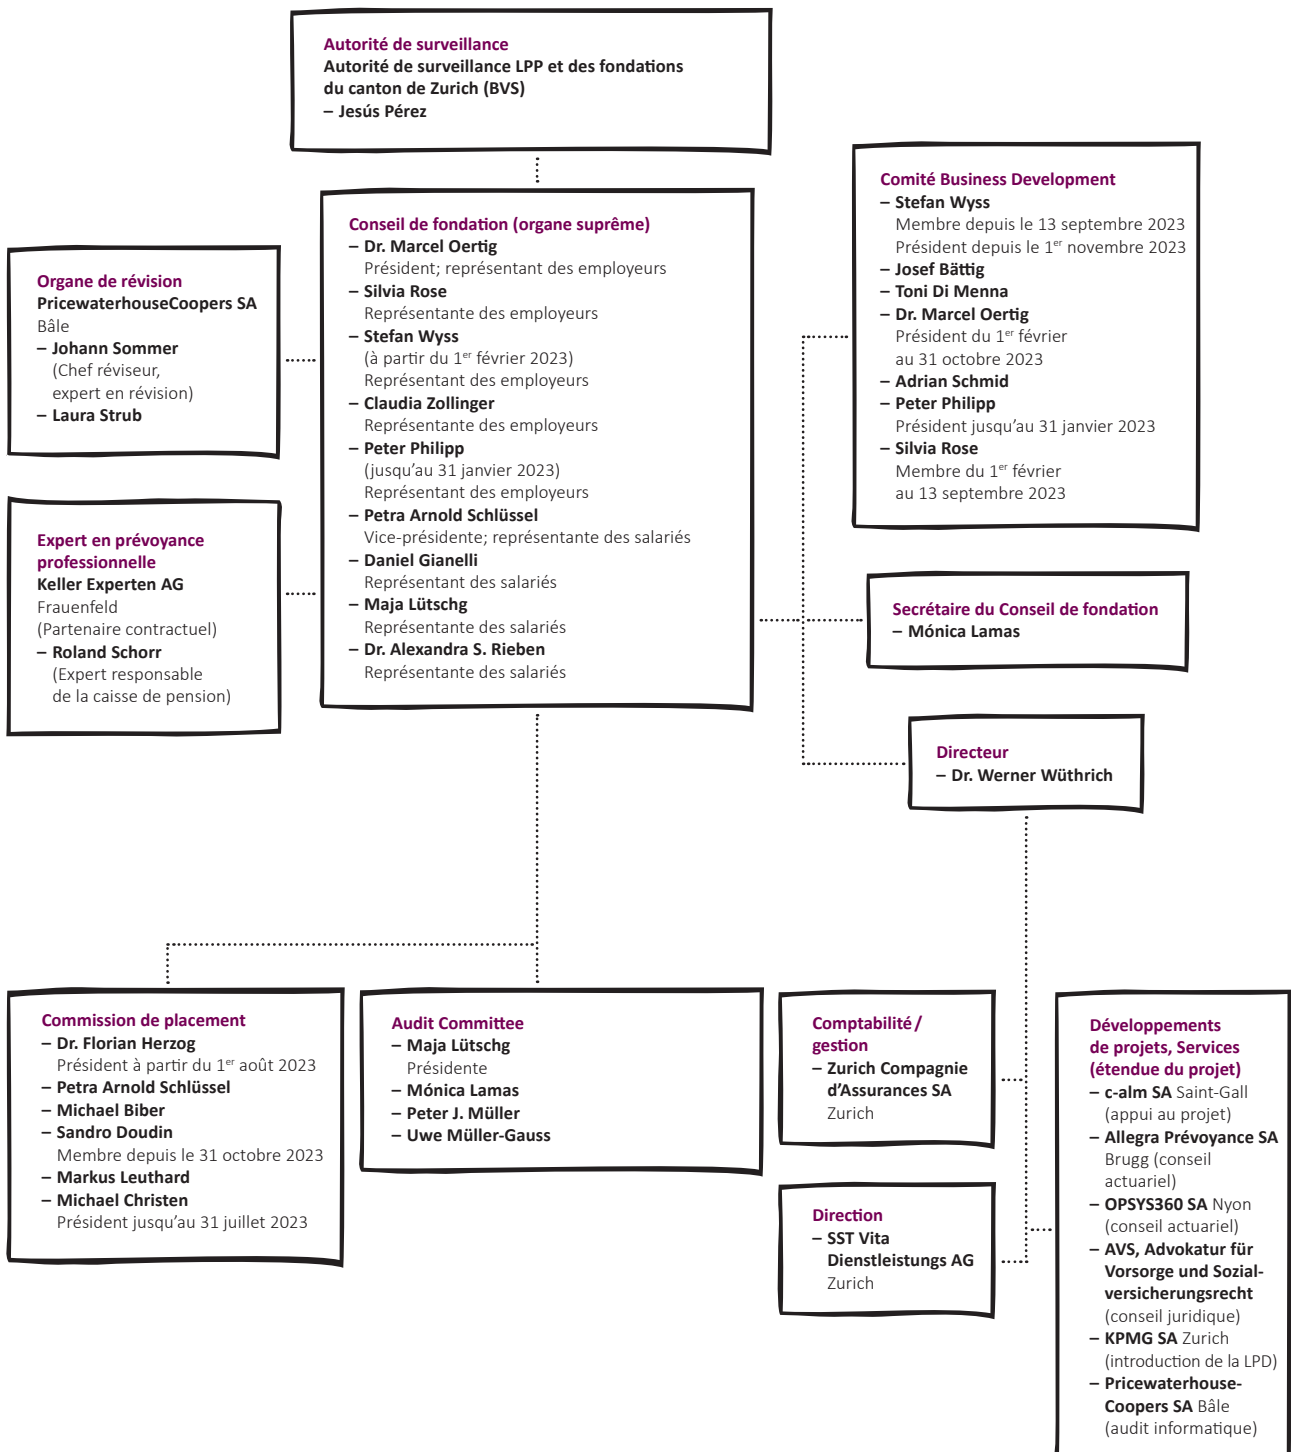 Autorité de surveillance
Autorité de surveillance LPP et des fondations
du canton de Zurich (BVS)
– Jesús Pérez
Conseil de fondation (organe suprême)
– Dr. Marcel Oertig
Président; représentant des employeurs
– Silvia Rose
Représentante des employeurs
– Stefan Wyss
(à partir du 1er février 2023)
Représentant des employeurs
– Claudia Zollinger
Représentante des employeurs
– Peter Philipp
(jusqu'au 31 janvier 2023)
Représentant des employeurs
– Petra Arnold Schlüssel
Vice-présidente; représentante des salariés
– Daniel Gianelli
Représentant des salariés
– Maja Lütschg
Représentante des salariés
– Dr. Alexandra S. Rieben
Représentante des salariés
Organe de révision
PricewaterhouseCoopers SA
Bâle
– Johann Sommer
(Chef réviseur,
expert en révision)
– Laura Strub
Expert en prévoyance
professionnelle
Keller Experten AG
Frauenfeld
(Partenaire contractuel)
– Roland Schorr
(Expert responsable
de la caisse de pension)
Comité Business Development
– Stefan Wyss
Membre depuis le 13 septembre 2023
Président depuis le 1er novembre 2023
– Josef Bättig
– Toni Di Menna
– Dr. Marcel Oertig
Président du 1er février
au 31 octobre 2023
– Adrian Schmid
– Peter Philipp
Président jusqu'au 31 janvier 2023
– Silvia Rose
Membre du 1er février
au 13 septembre 2023
Secrétaire du Conseil de fondation
– Mónica Lamas
Directeur
– Dr. Werner Wüthrich
Commission de placement
– Dr. Florian Herzog
Président à partir du 1er août 2023
– Petra Arnold Schlüssel
– Michael Biber
– Sandro Doudin
Membre depuis le 31 octobre 2023
– Markus Leuthard
– Michael Christen
Président jusqu'au 31 juillet 2023
Audit Committee
– Maja Lütschg
Présidente
– Mónica Lamas
– Peter J. Müller
– Uwe Müller-Gauss
Comptabilité /
gestion
– Zurich Compagnie
d'Assurances SA
Zurich
Direction
– SST Vita
Dienstleistungs AG
Zurich
Développements
de projets, Services
(étendue du projet)
– c-alm SA Saint-Gall
(appui au projet)
– Allegra Prévoyance SA
Brugg (conseil
actuariel)
– OPSYS360 SA Nyon
(conseil actuariel)
– AVS, Advokatur für
Vorsorge und Sozial-
versicherungsrecht
(conseil juridique)
– KPMG SA Zurich
(introduction de la LPD)
– Pricewaterhouse-
Coopers SA Bâle
(audit informatique)